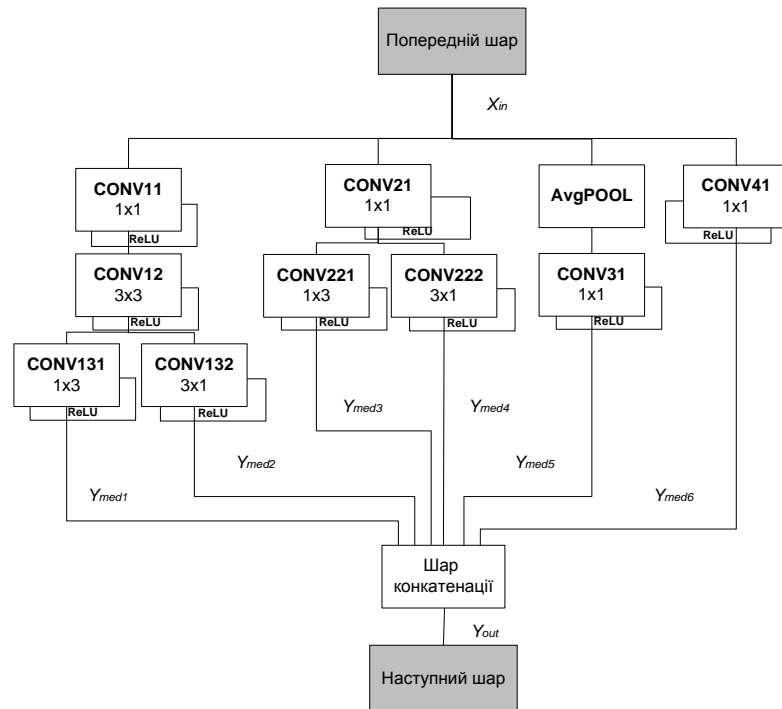 Попередній шар
Xin
CONV11
1x1
ReLU
CONV21
1x1
ReLU
AvgPOOL
CONV41
1x1
ReLU
CONV12
3x3
ReLU
CONV221
1x3
ReLU
CONV222
3x1
ReLU
CONV31
1x1
ReLU
CONV131
1x3
ReLU
CONV132
3x1
ReLU
Ymed3
Ymed4
Ymed2
Ymed5
Ymed1
Ymed6
Шар
конкатенації
Yout
Наступний шар